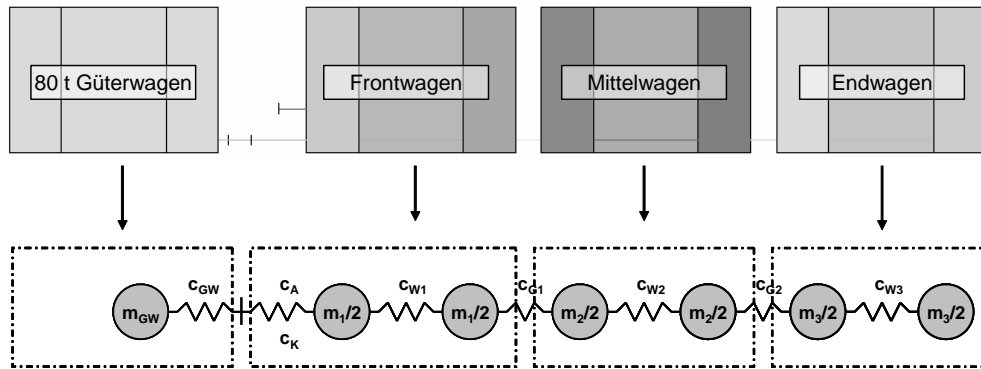 80 t Güterwagen
Frontwagen
Mittelwagen
Endwagen
c_GW
c_A
c_W1
c_G1
c_W2
c_G2
c_W3
m_GW
m_1/2
m_1/2
m_2/2
m_2/2
m_3/2
m_3/2
c_K